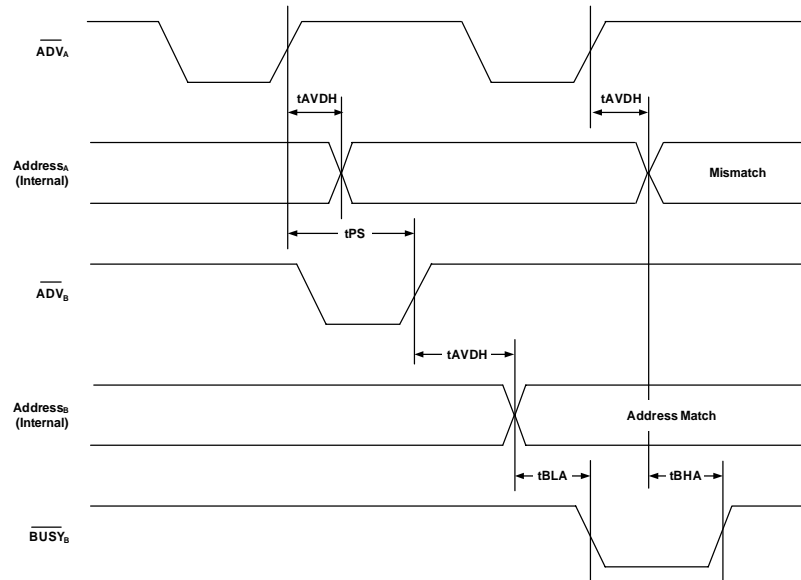 ADVA
tAVDH
tAVDH
AddressA
(Internal)
Mismatch
tPS
ADVB
tAVDH
AddressB
(Internal)
Address Match
tBLA
tBHA
BUSYB